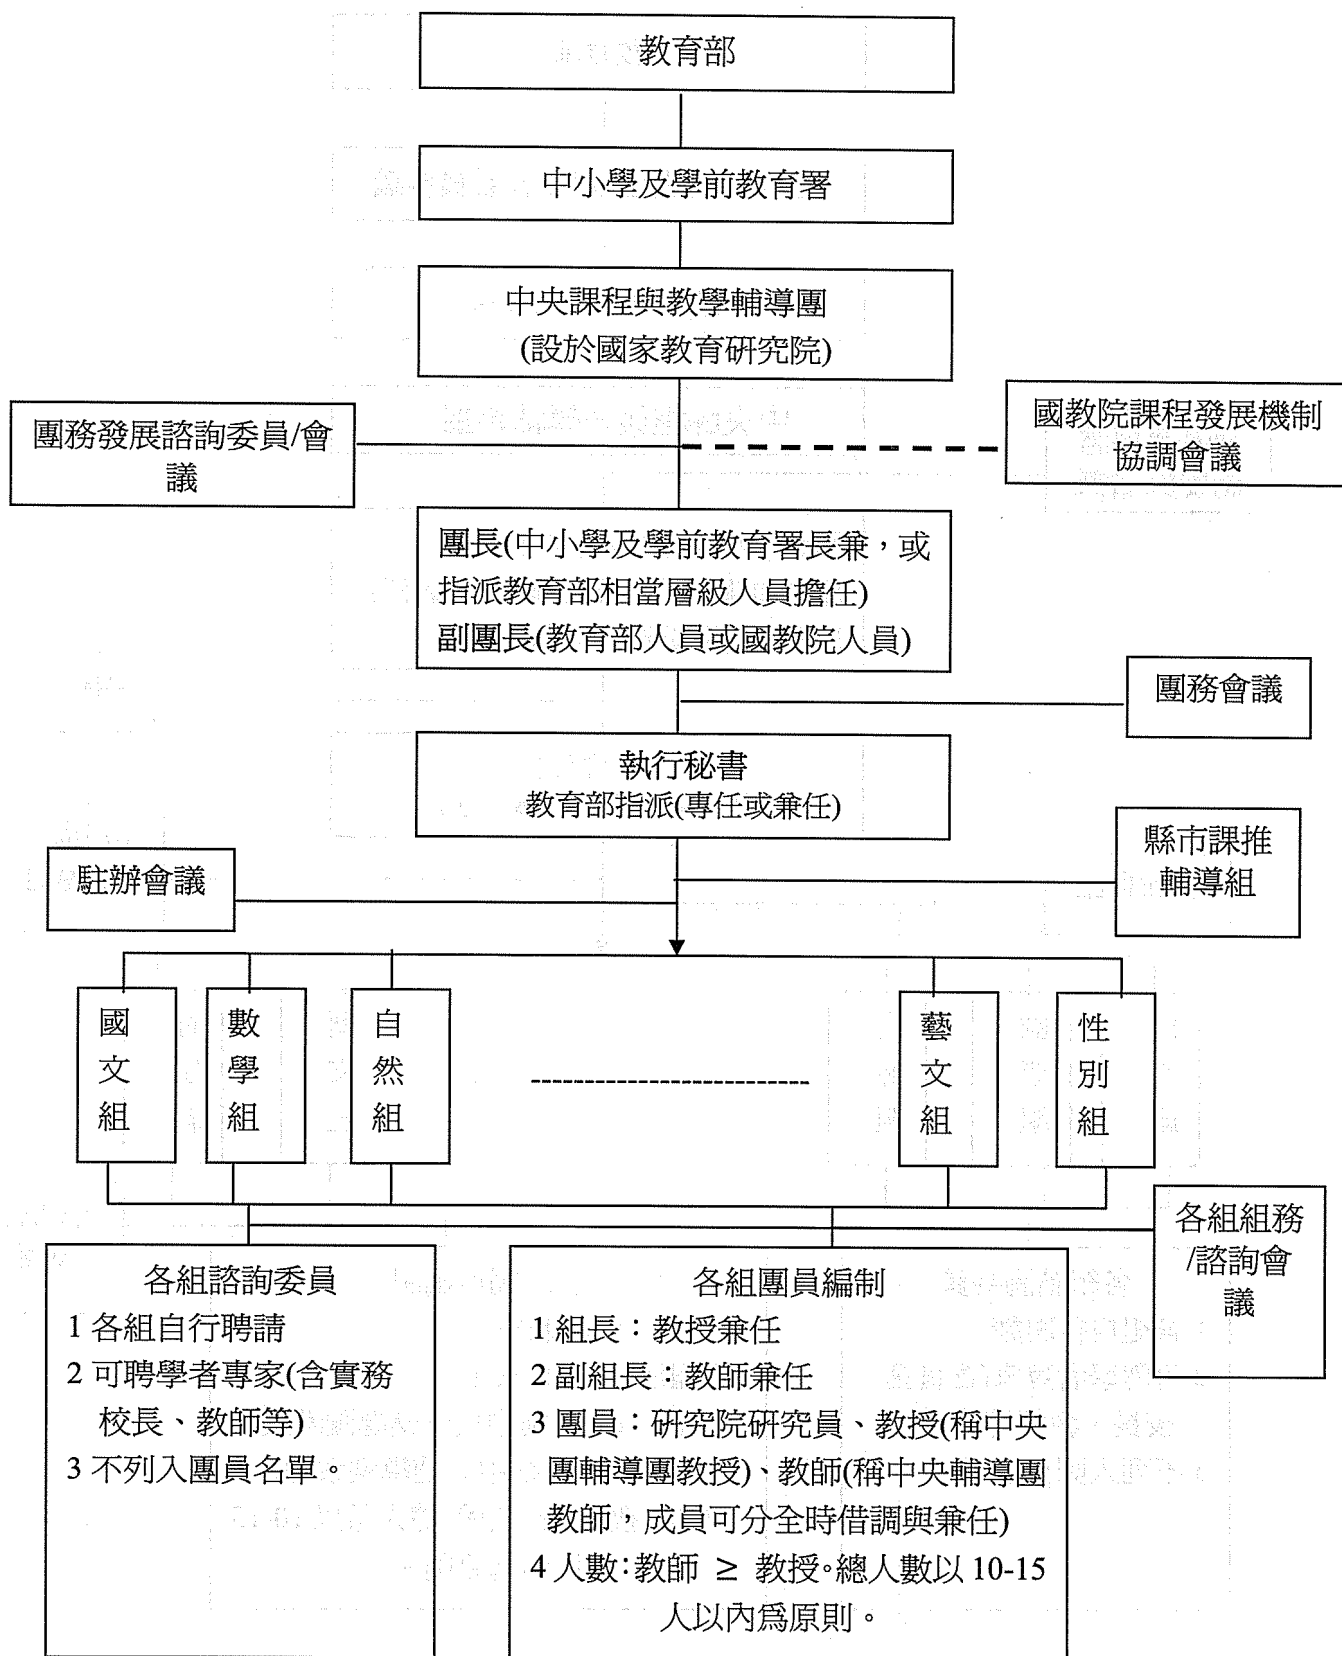 教育部
中小學及學前教育署
中央課程與教學輔導團
(設於國家教育研究院)
團務發展諮詢委員/會
議
國教院課程發展機制
協調會議
團長(中小學及學前教育署長兼，或
指派教育部相當層級人員擔任)
副團長(教育部人員或國教院人員)
團務會議
執行秘書
教育部指派(專任或兼任)
縣市課推
輔導組
駐辦會議
國文組
數學組
自然組
藝文組
性別組
各組組務
/諮詢會
議
各組諮詢委員
1 各組自行聘請
2 可聘學者專家(含實務
校長、教師等)
3 不列入團員名單。
各組團員編制
1 組長：教授兼任
2 副組長：教師兼任
3 團員：研究院研究員、教授(稱中央
團輔導團教授)、教師(稱中央輔導團
教師，成員可分全時借調與兼任)
4 人數：教師 ≥ 教授。總人數以 10-15
人以內爲原則。